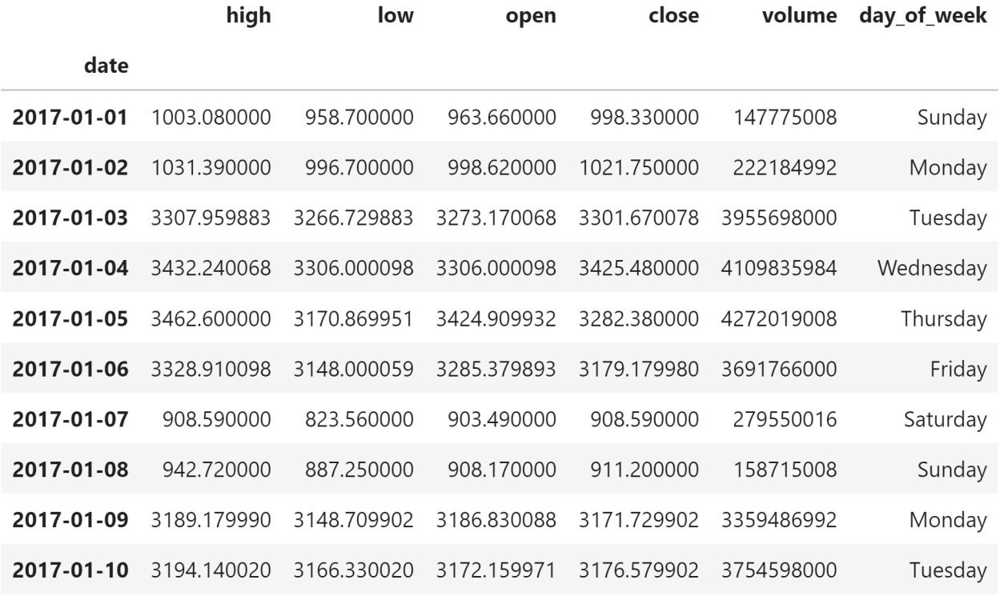 high low open close volume day_of_week
date
2017-01-01 1003.080000 958.700000 963.660000 998.330000 147775008 Sunday
2017-01-02 1031.390000 996.700000 998.620000 1021.750000 222184992 Monday
2017-01-03 3307.959883 3266.729883 3273.170068 3301.670078 3955698000 Tuesday
2017-01-04 3432.240068 3306.000098 3306.000098 3425.480000 4109835984 Wednesday
2017-01-05 3462.600000 3170.869951 3424.909932 3282.380000 4272019008 Thursday
2017-01-06 3328.910098 3148.000059 3285.379893 3179.179980 3691766000 Friday
2017-01-07 908.590000 823.560000 903.490000 908.590000 279550016 Saturday
2017-01-08 942.720000 887.250000 908.170000 911.200000 158715008 Sunday
2017-01-09 3189.179990 3148.709902 3186.830088 3171.729902 3359486992 Monday
2017-01-10 3194.140020 3166.330020 3172.159971 3176.579902 3754598000 Tuesday